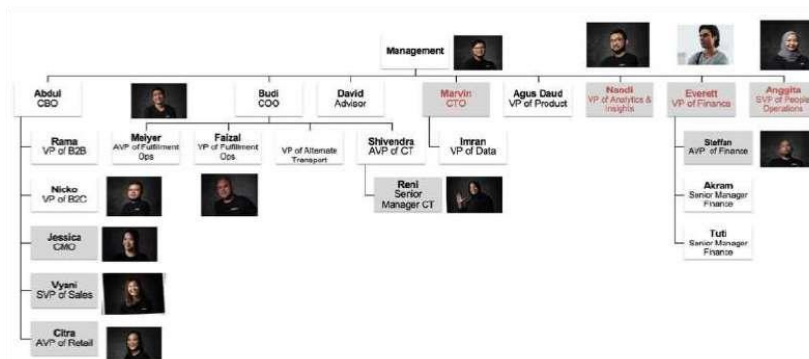 Management
Abdul
CBO
Budi
COO
David
Advisor
Marvin
CTO
Agus Daud
VP of Product
VP of Analytics &
Insights
Everett
VP of Finance
Anggita
SVP of People
Operations
Rama
VP of B2B
Meiyer
AVP of Fulfillment
Ops
Faizal
VP of Fulfillment
Ops
VP of Alternate
Transport
Shivendra
AVP of CT
Imran
VP of Data
Steffan
AVP of Finance
Nicko
VP of B2C
Reni
Senior
Manager CT
Akram
Senior Manager
Finance
Jessica
CMO
Tuti
Senior Manager
Finance
SVP of Sales
Citra
AVP of Retail